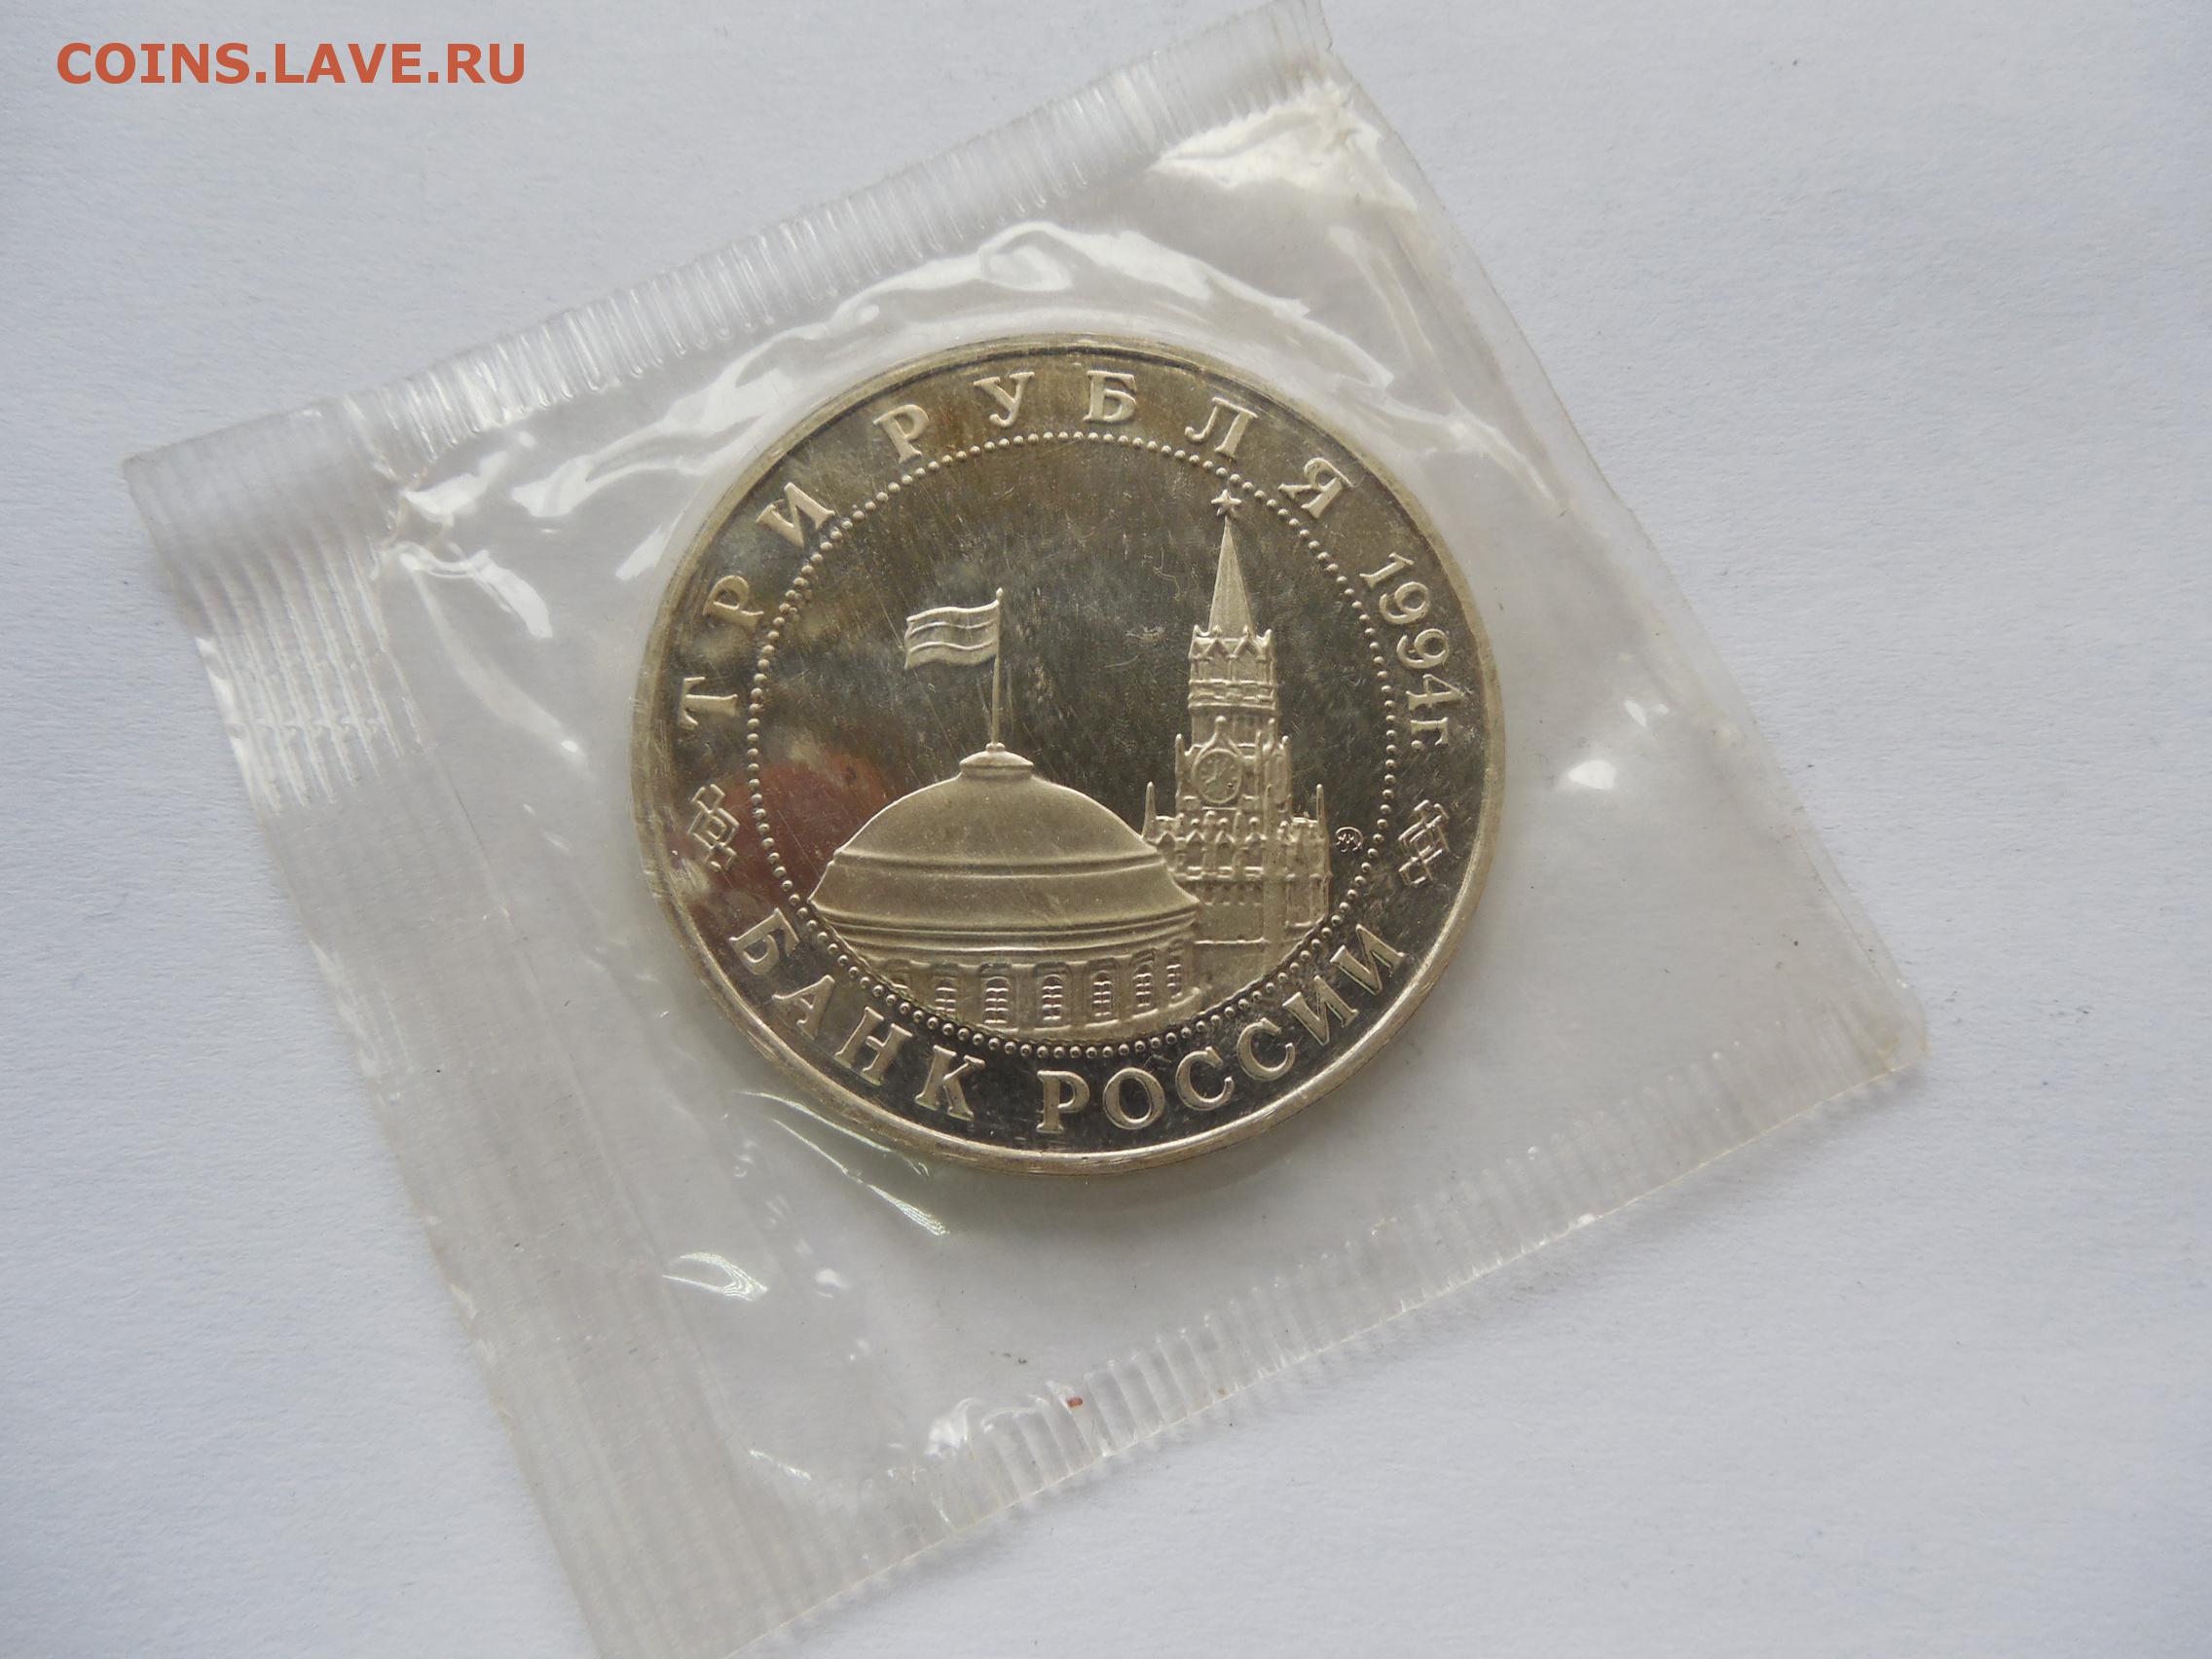 COINS.LAVE.RU
ТРИ РУБЛЯ 1994г.
БАНК РОССИИ